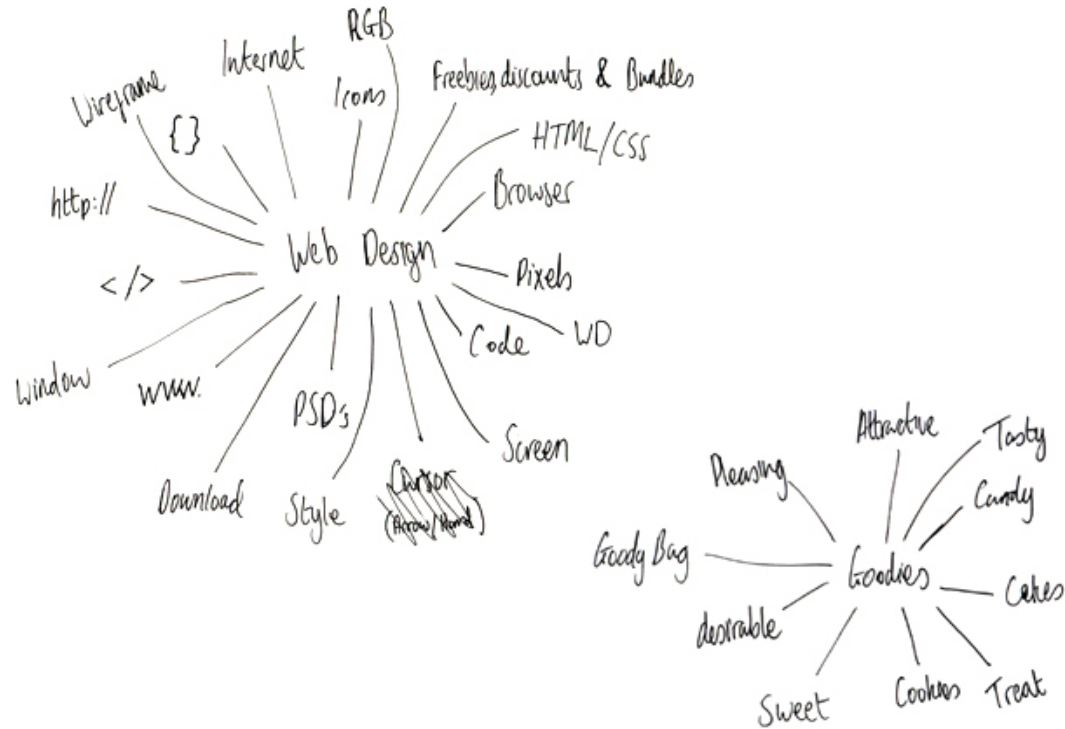 RGB
Internet
Icons
Freebies, discounts & Bundles
Wireframe
{}
HTML/CSS
http://
Browser
Web Design
</>
Pixels
Code
WD
Window
www.
PSD's
Screen
Download
Style
Cursor
(Arrow/Hand)
Attractive
Tasty
Pleasing
Candy
Goody Bag
Goodies
Cakes
desirable
Sweet
Cookies
Treat